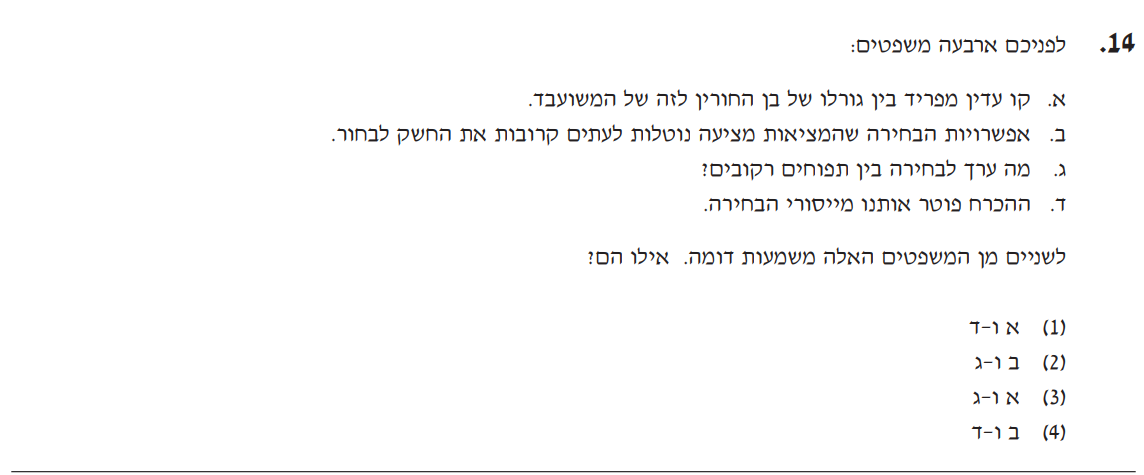 14. לפניכם ארבעה משפטים:
א. קו עדין מפריד בין גורלו של בן החורין לזה של המשועבד.
ב. אפשרויות הבחירה שהמציאות מציעה נוטלות לעתים קרובות את החשק לבחור.
ג. מה ערך לבחירה בין תפוחים רקובים?
ד. ההכרח פוטר אותנו מייסורי הבחירה.
לשניים מן המשפטים האלה משמעות דומה. אילו הם?
(1) א ו-ד
(2) ב ו-ג
(3) א ו-ג
(4) ב ו-ד